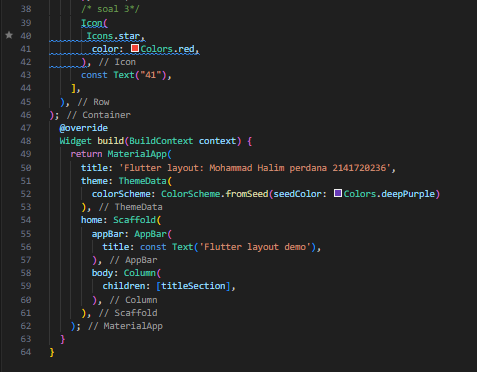 38 /* soal 3*/
39 Icon(
40 Icons.star,
41 color: Colors.red,
42 ), // Icon
43 const Text("41"),
44 ],
45 ), // Row
46 ); // Container
47 @override
48 Widget build(BuildContext context) {
49 return MaterialApp(
50 title: 'Flutter layout: Mohammad Halim perdana 2141720236',
51 theme: ThemeData(
52 colorScheme: ColorScheme.fromSeed(seedColor: Colors.deepPurple)
53 ), // ThemeData
54 home: Scaffold(
55 appBar: AppBar(
56 title: const Text('Flutter layout demo'),
57 ), // AppBar
58 body: Column(
59 children: [titleSection],
60 ), // Column
61 ), // Scaffold
62 ); // MaterialApp
63 }
64 }